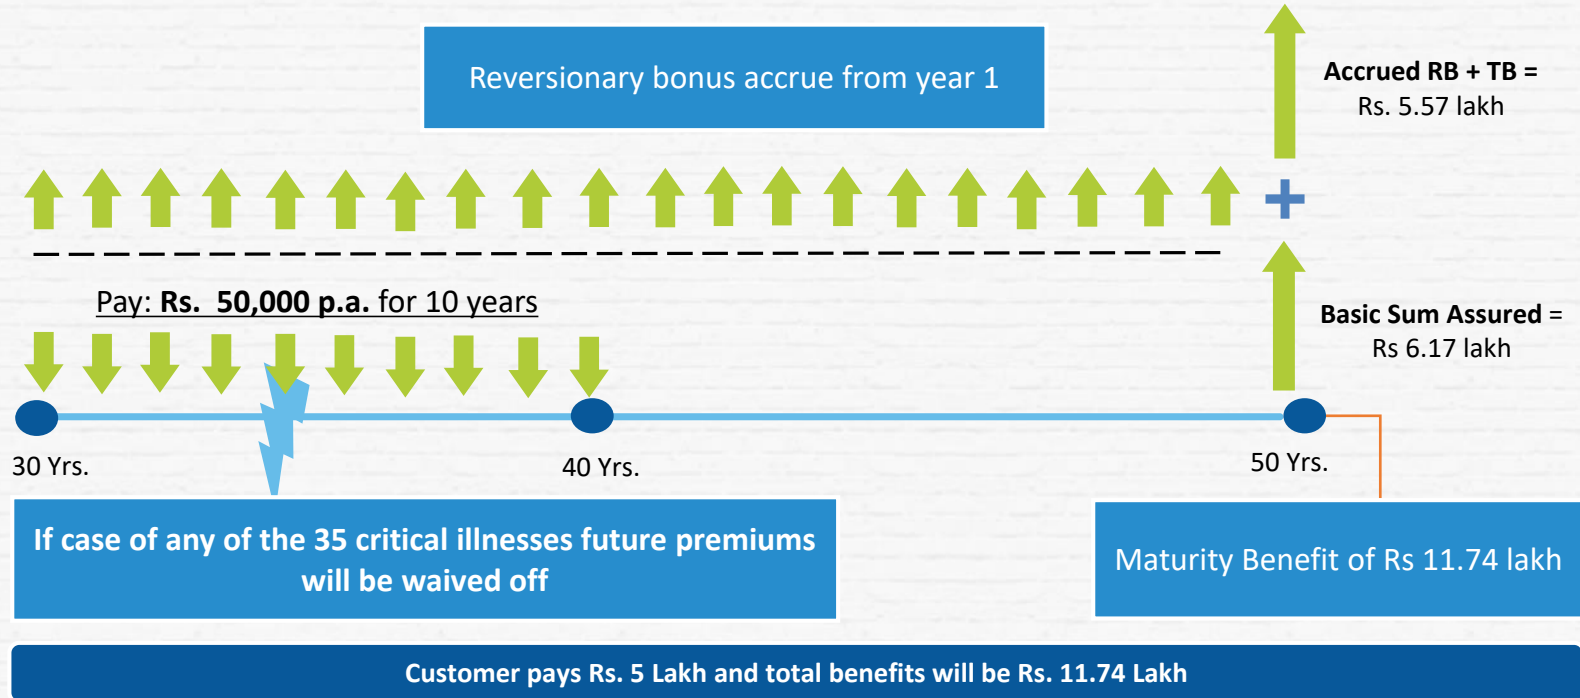 Reversionary bonus accrue from year 1
Accrued RB + TB =
Rs. 5.57 lakh
+
Pay: Rs. 50,000 p.a. for 10 years
Basic Sum Assured =
Rs 6.17 lakh
30 Yrs.
40 Yrs.
50 Yrs.
If case of any of the 35 critical illnesses future premiums
will be waived off
Maturity Benefit of Rs 11.74 lakh
Customer pays Rs. 5 Lakh and total benefits will be Rs. 11.74 Lakh